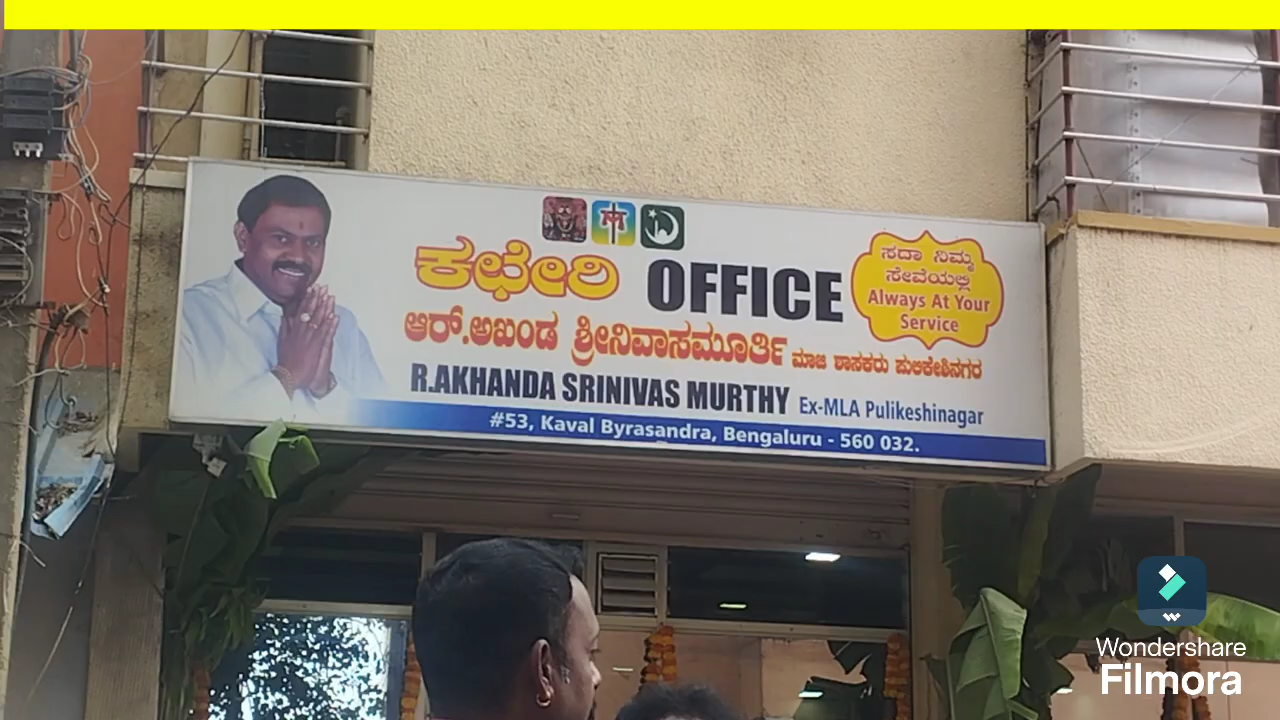 ಕಛೇರಿ OFFICE
ಸದಾ ನಿಮ್ಮ
ಸೇವೆಯಲ್ಲಿ
Always At Your
Service
ಆರ್.ಅಖಂಡ ಶ್ರೀನಿವಾಸಮೂರ್ತಿ ಮಾಜಿ ಶಾಸಕರು ಪುಲಿಕೇಶಿನಗರ
R.AKHANDA SRINIVAS MURTHY Ex-MLA Pulikeshinagar
#53, Kaval Byrasandra, Bengaluru - 560 032.
Wondershare
Filmora